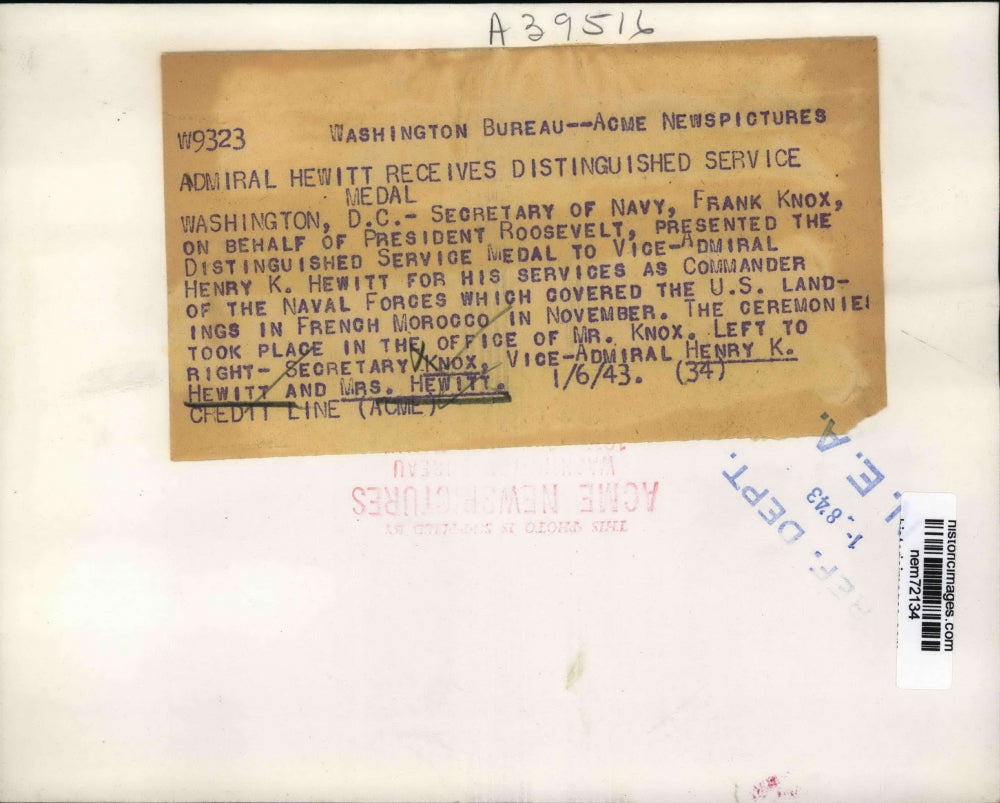 A39516
W9323 WASHINGTON BUREAU--ACME NEWSPICTURES
ADMIRAL HEWITT RECEIVES DISTINGUISHED SERVICE
MEDAL
WASHINGTON, D.C.- SECRETARY OF NAVY, FRANK KNOX,
ON BEHALF OF PRESIDENT ROOSEVELT, PRESENTED THE
DISTINGUISHED SERVICE MEDAL TO VICE-ADMIRAL
HENRY K. HEWITT FOR HIS SERVICES AS COMMANDER
OF THE NAVAL FORCES WHICH COVERED THE U.S. LAND-
INGS IN FRENCH MOROCCO IN NOVEMBER. THE CEREMONIES
TOOK PLACE IN THE OFFICE OF MR. KNOX. LEFT TO
RIGHT- SECRETARY KNOX, VICE-ADMIRAL HENRY K.
HEWITT AND MRS. HEWITT. 1/6/43. (34)
CREDIT LINE (ACME)
WASHINGTON BUREAU
ACME NEWSPICTURES
THIS PHOTO IS SUPPLIED BY
REF. DEPT.
1-8'43
N. E. A.
historicimages.com
nem72134